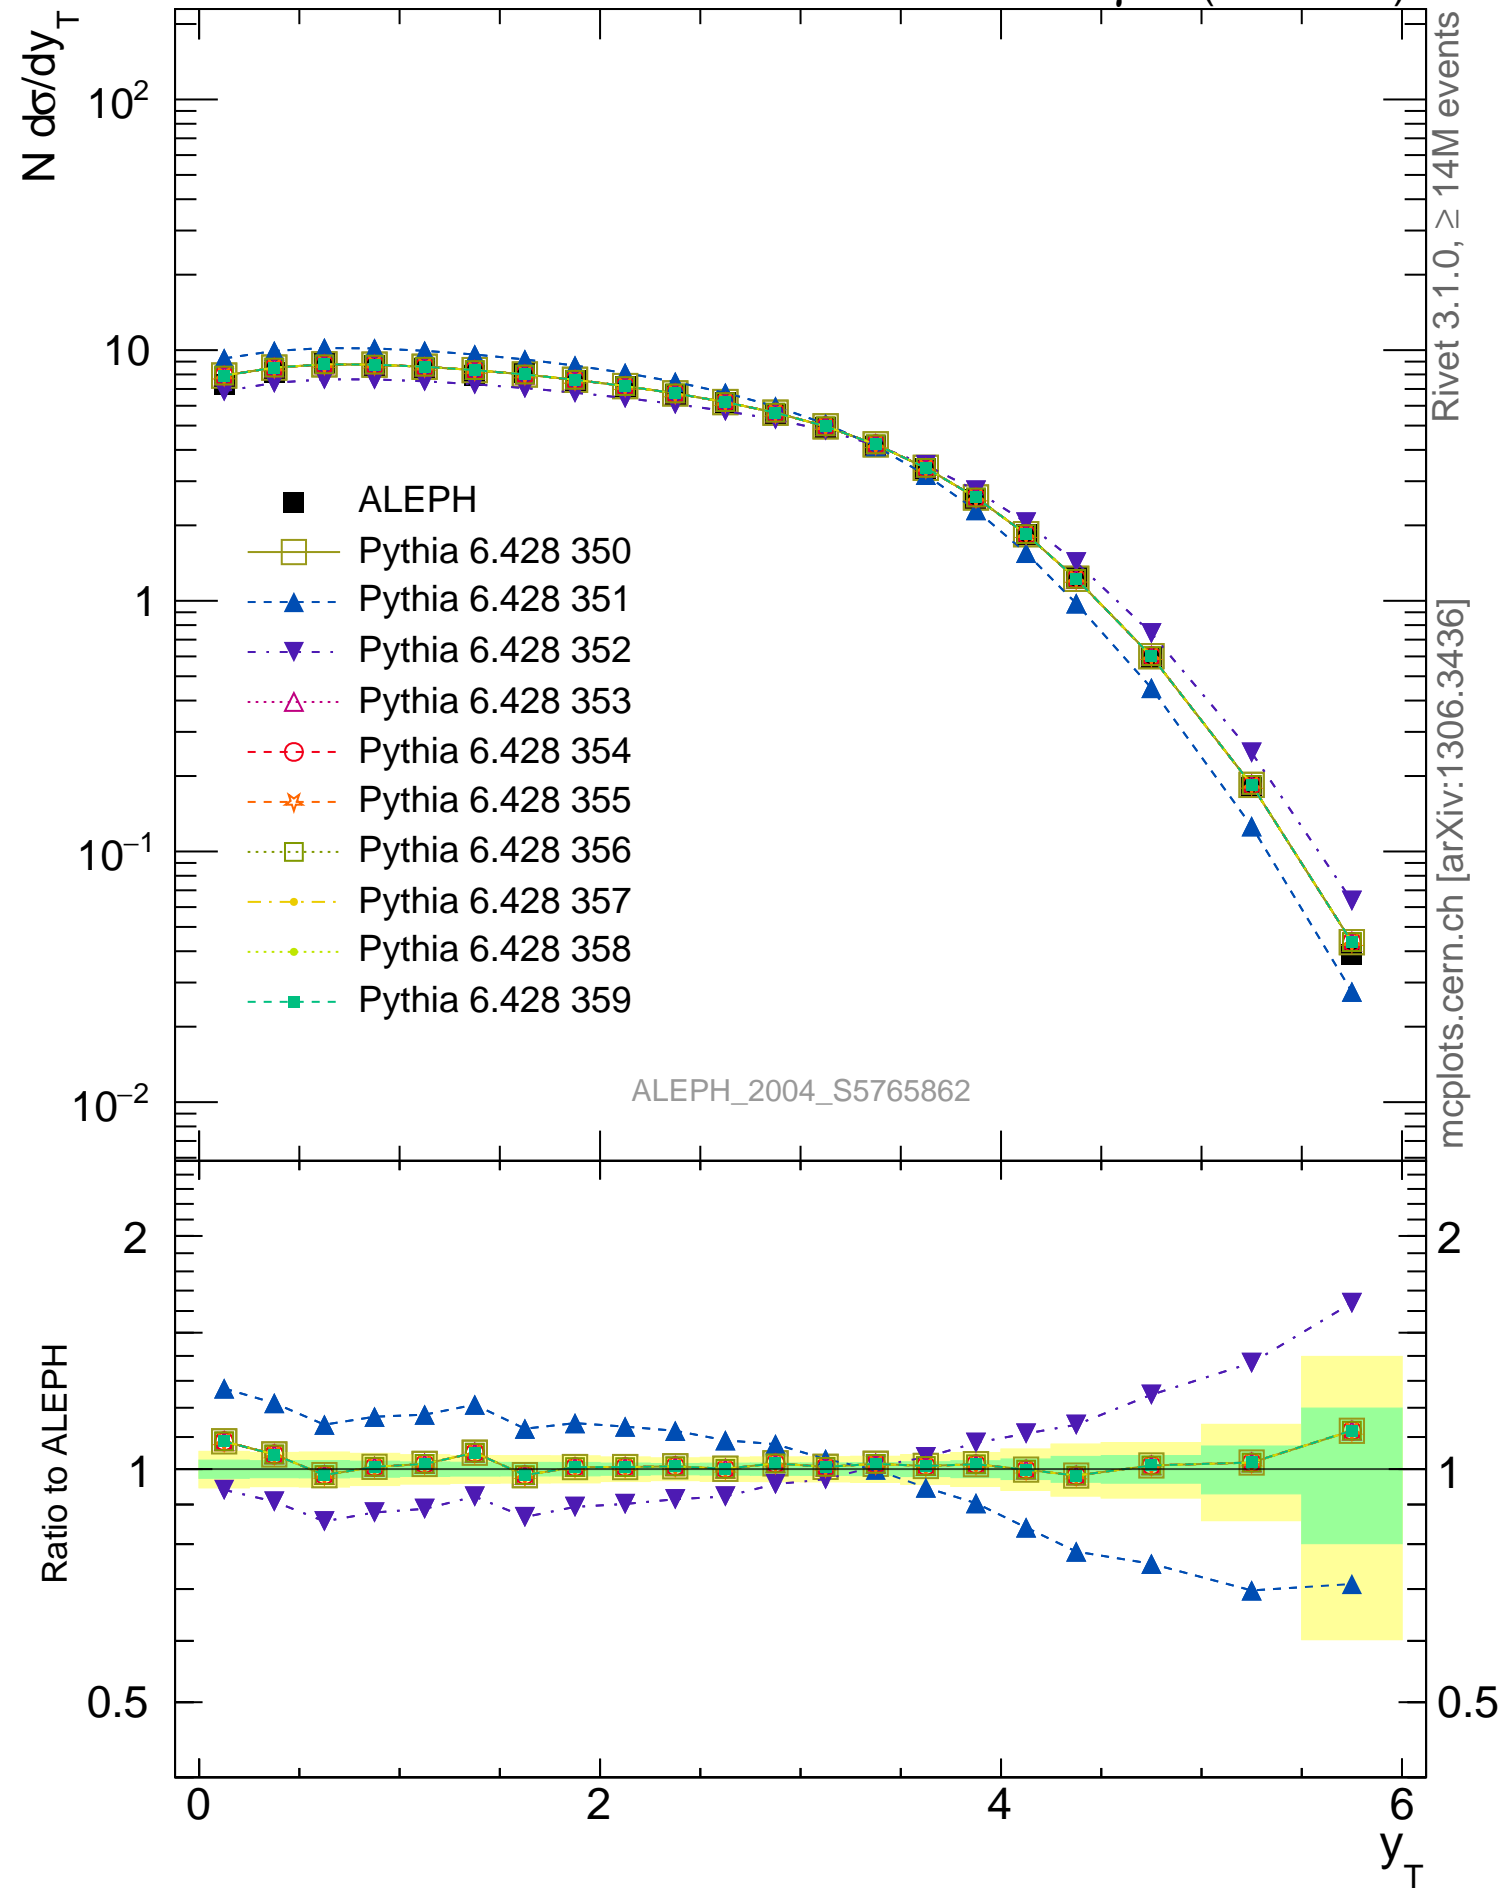 N dσ/dy_T
10²
10
1
10⁻¹
10⁻²
ALEPH
Pythia 6.428 350
Pythia 6.428 351
Pythia 6.428 352
Pythia 6.428 353
Pythia 6.428 354
Pythia 6.428 355
Pythia 6.428 356
Pythia 6.428 357
Pythia 6.428 358
Pythia 6.428 359
ALEPH_2004_S5765862
Rivet 3.1.0, ≥ 14M events
mcplots.cern.ch [arXiv:1306.3436]
Ratio to ALEPH
2
1
0.5
2
1
0.5
0
2
4
6
y_T